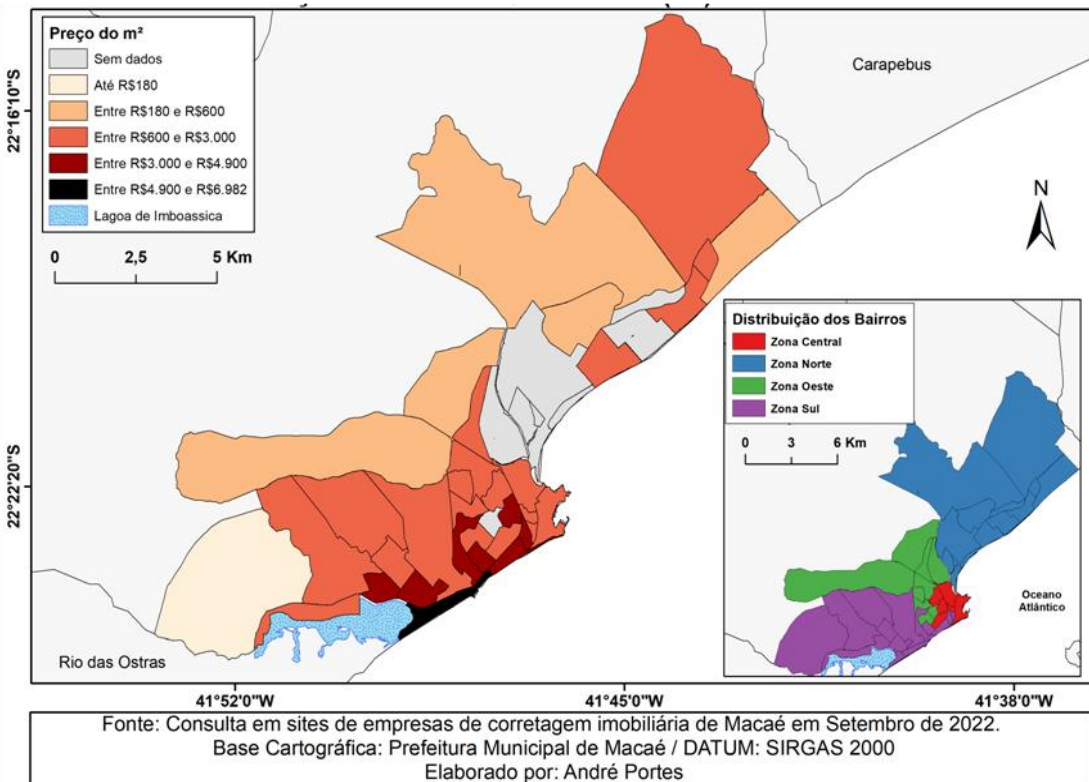 Preço do m²
Sem dados
Até R$180
Entre R$180 e R$600
Entre R$600 e R$3.000
Entre R$3.000 e R$4.900
Entre R$4.900 e R$6.982
Lagoa de Imboassica
0 2,5 5 Km
22°16'10"S
22°22'20"S
Carapebus
N
Rio das Ostras
Distribuição dos Bairros
Zona Central
Zona Norte
Zona Oeste
Zona Sul
0 3 6 Km
Oceano
Atlântico
41°52'0"W 41°45'0"W 41°38'0"W
Fonte: Consulta em sites de empresas de corretagem imobiliária de Macaé em Setembro de 2022.
Base Cartográfica: Prefeitura Municipal de Macaé / DATUM: SIRGAS 2000
Elaborado por: André Portes